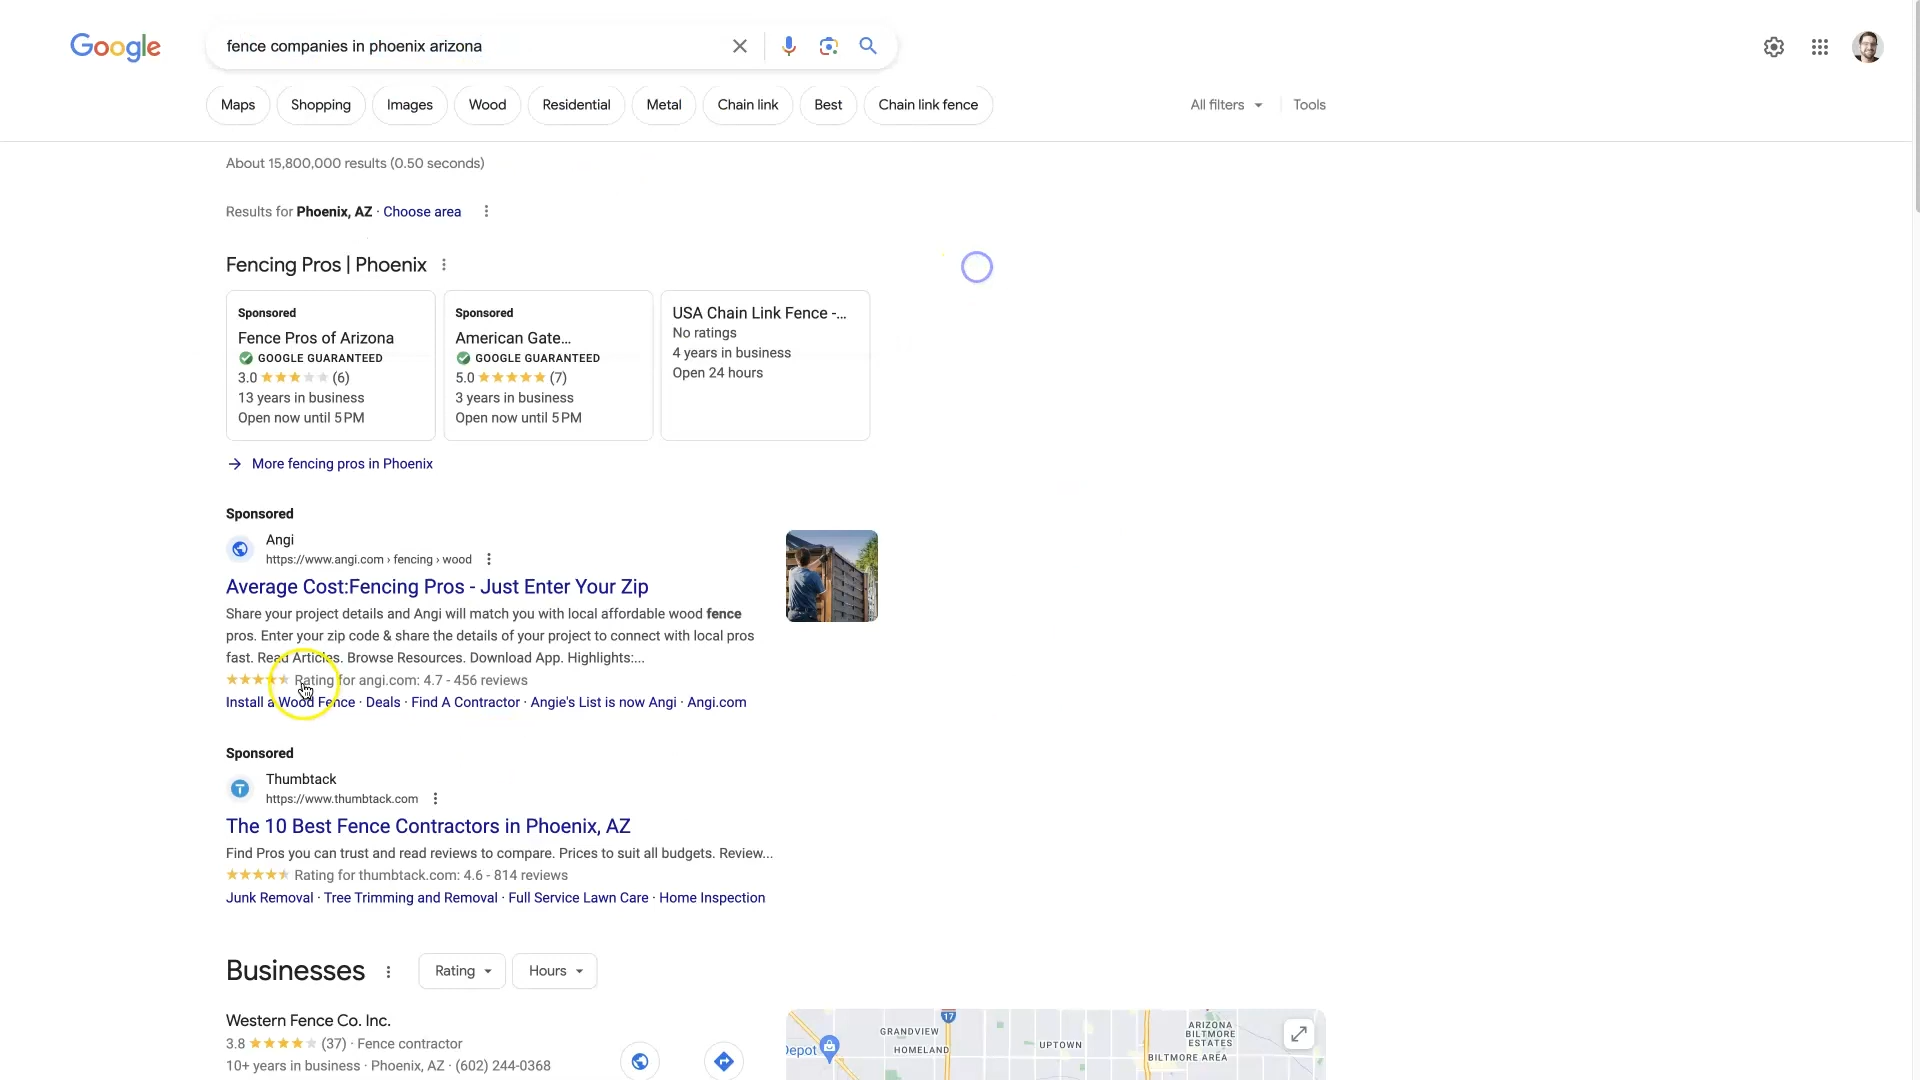 Google
fence companies in phoenix arizona
Maps
Shopping
Images
Wood
Residential
Metal
Chain link
Best
Chain link fence
All filters
Tools
About 15,800,000 results (0.50 seconds)
Results for Phoenix, AZ · Choose area
Fencing Pros | Phoenix
Sponsored
Fence Pros of Arizona
GOOGLE GUARANTEED
3.0 (6)
13 years in business
Open now until 5 PM
Sponsored
American Gate...
GOOGLE GUARANTEED
5.0 (7)
3 years in business
Open now until 5 PM
USA Chain Link Fence -...
No ratings
4 years in business
Open 24 hours
More fencing pros in Phoenix
Sponsored
Angi
https://www.angi.com › fencing › wood
Average Cost:Fencing Pros - Just Enter Your Zip
Share your project details and Angi will match you with local affordable wood fence
pros. Enter your zip code & share the details of your project to connect with local pros
fast. Read Articles. Browse Resources. Download App. Highlights:...
Rating for angi.com: 4.7 - 456 reviews
Install a Wood Fence · Deals · Find A Contractor · Angie's List is now Angi · Angi.com
Sponsored
T
Thumbtack
https://www.thumbtack.com
The 10 Best Fence Contractors in Phoenix, AZ
Find Pros you can trust and read reviews to compare. Prices to suit all budgets. Review...
Rating for thumbtack.com: 4.6 - 814 reviews
Junk Removal · Tree Trimming and Removal · Full Service Lawn Care · Home Inspection
Businesses
Rating
Hours
Western Fence Co. Inc.
3.8 (37) · Fence contractor
10+ years in business · Phoenix, AZ · (602) 244-0368
17
GRANDVIEW
HOMELAND
UPTOWN
ARIZONA
BILTMORE
ESTATES
BILTMORE AREA
Depot